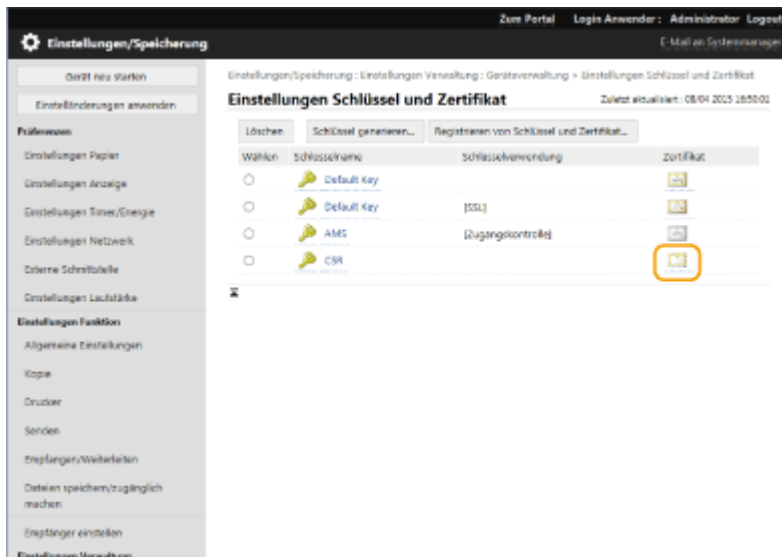 Zum Portal Login Anwender : Administrator Logout
Einstellungen/Speicherung E-Mail an Systemmanager
Gerät neu starten
Einstelländerungen anwenden
Präferenzen
Einstellungen Papier
Einstellungen Anzeige
Einstellungen Timer/Energie
Einstellungen Netzwerk
Externe Schnittstelle
Einstellungen Lautstärke
Einstellungen Funktion
Allgemeine Einstellungen
Kopie
Drucker
Senden
Empfangen/Weiterleiten
Dateien speichern/zugänglich
machen
Empfänger einstellen
Einstellungen Verwaltung
Einstellungen/Speicherung : Einstellungen Verwaltung : Geräteverwaltung > Einstellungen Schlüssel und Zertifikat
Einstellungen Schlüssel und Zertifikat
Zuletzt aktualisiert : 08/04 2015 16:50:01
Löschen Schlüssel generieren... Registrieren von Schlüssel und Zertifikat...
Wählen Schlüsselname Schlüsselverwendung Zertifikat
Default Key
Default Key [SSL]
AMS [Zugangskontrolle]
CSR